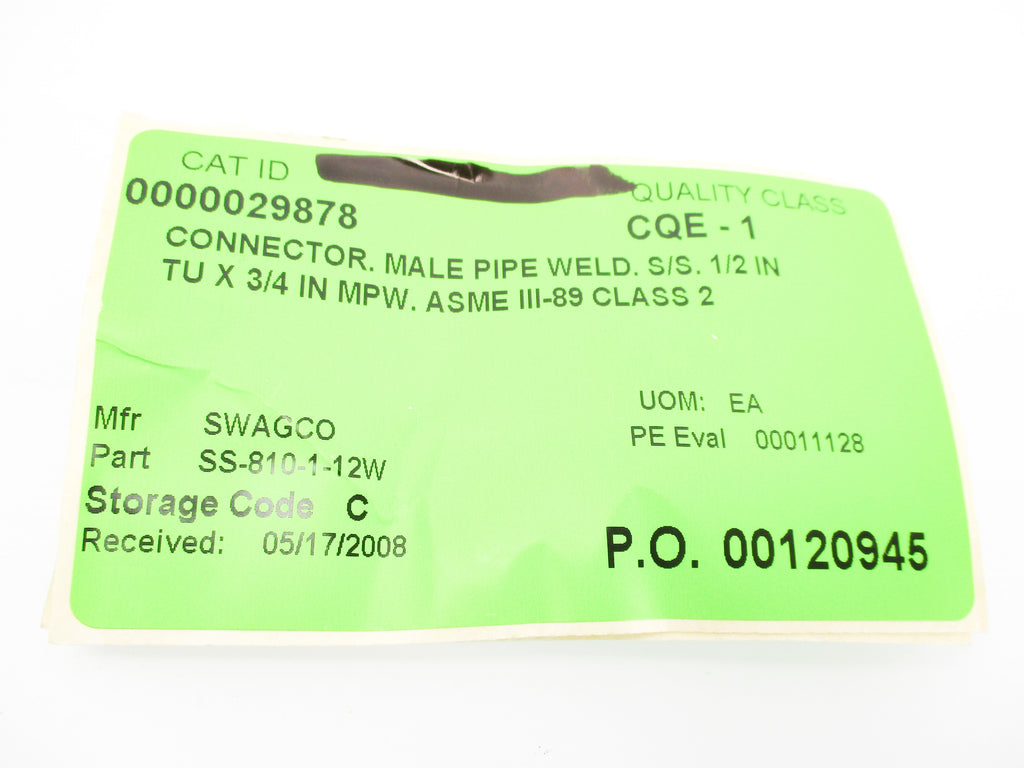 CAT ID QUALITY CLASS
0000029878 CQE - 1
CONNECTOR. MALE PIPE WELD. S/S. 1/2 IN
TU X 3/4 IN MPW. ASME III-89 CLASS 2
UOM: EA
Mfr SWAGCO
PE Eval 00011128
Part SS-810-1-12W
Storage Code C
Received: 05/17/2008
P.O. 00120945